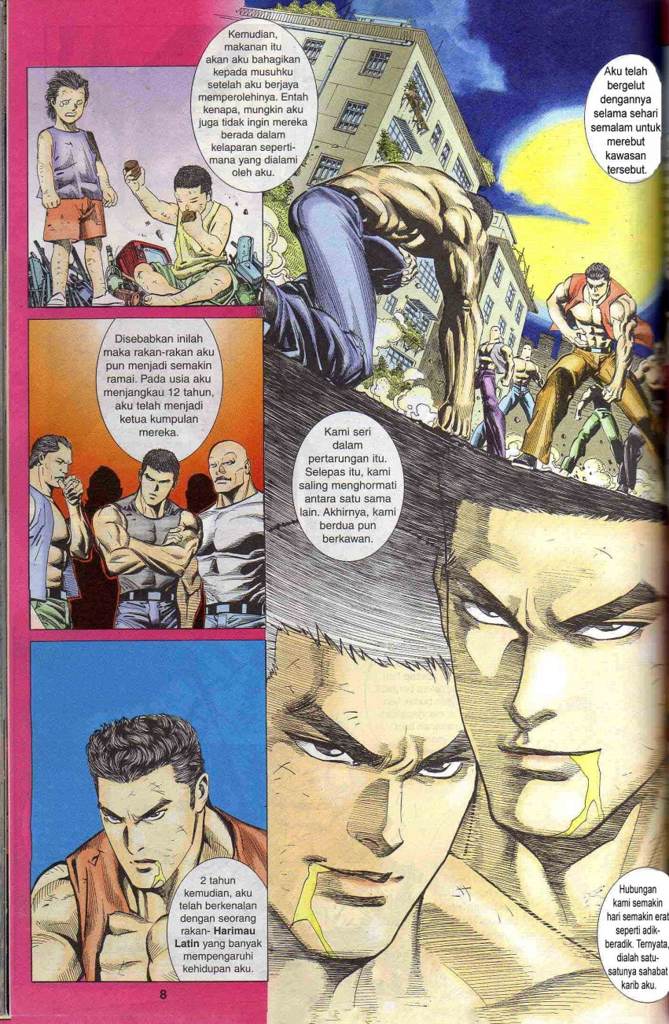 Kemudian,
makanan itu
akan aku bahagikan
kepada musuhku
setelah aku berjaya
memperolehinya. Entah
kenapa, mungkin aku
juga tidak ingin mereka
berada dalam
kelaparan seperti-
mana yang dialami
oleh aku.
Disebabkan inilah
maka rakan-rakan aku
pun menjadi semakin
ramai. Pada usia aku
menjangkau 12 tahun,
aku telah menjadi
ketua kumpulan
mereka.
2 tahun
kemudian, aku
telah berkenalan
dengan seorang
rakan- Harimau
Latin yang banyak
mempengaruhi
kehidupan aku.
Aku telah
bergelut
dengannya
selama sehari
semalam untuk
merebut
kawasan
tersebut.
Kami seri
dalam
pertarungan itu.
Selepas itu, kami
saling menghormati
antara satu sama
lain. Akhirnya, kami
berdua pun
berkawan.
Hubungan
kami semakin
hari semakin erat
seperti adik-
beradik. Ternyata,
dialah satu-
satunya sahabat
karib aku.
8